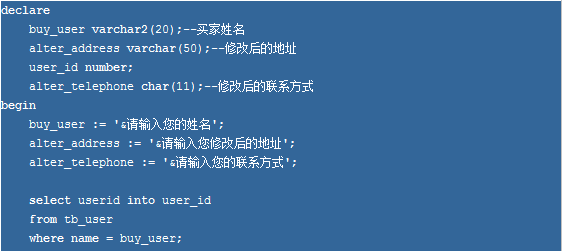 declare
buy_user varchar2(20);--买家姓名
alter_address varchar(50);--修改后的地址
user_id number;
alter_telephone char(11);--修改后的联系方式
begin
buy_user := '&请输入您的姓名';
alter_address := '&请输入您修改后的地址';
alter_telephone := '&请输入您的联系方式';
select userid into user_id
from tb_user
where name = buy_user;